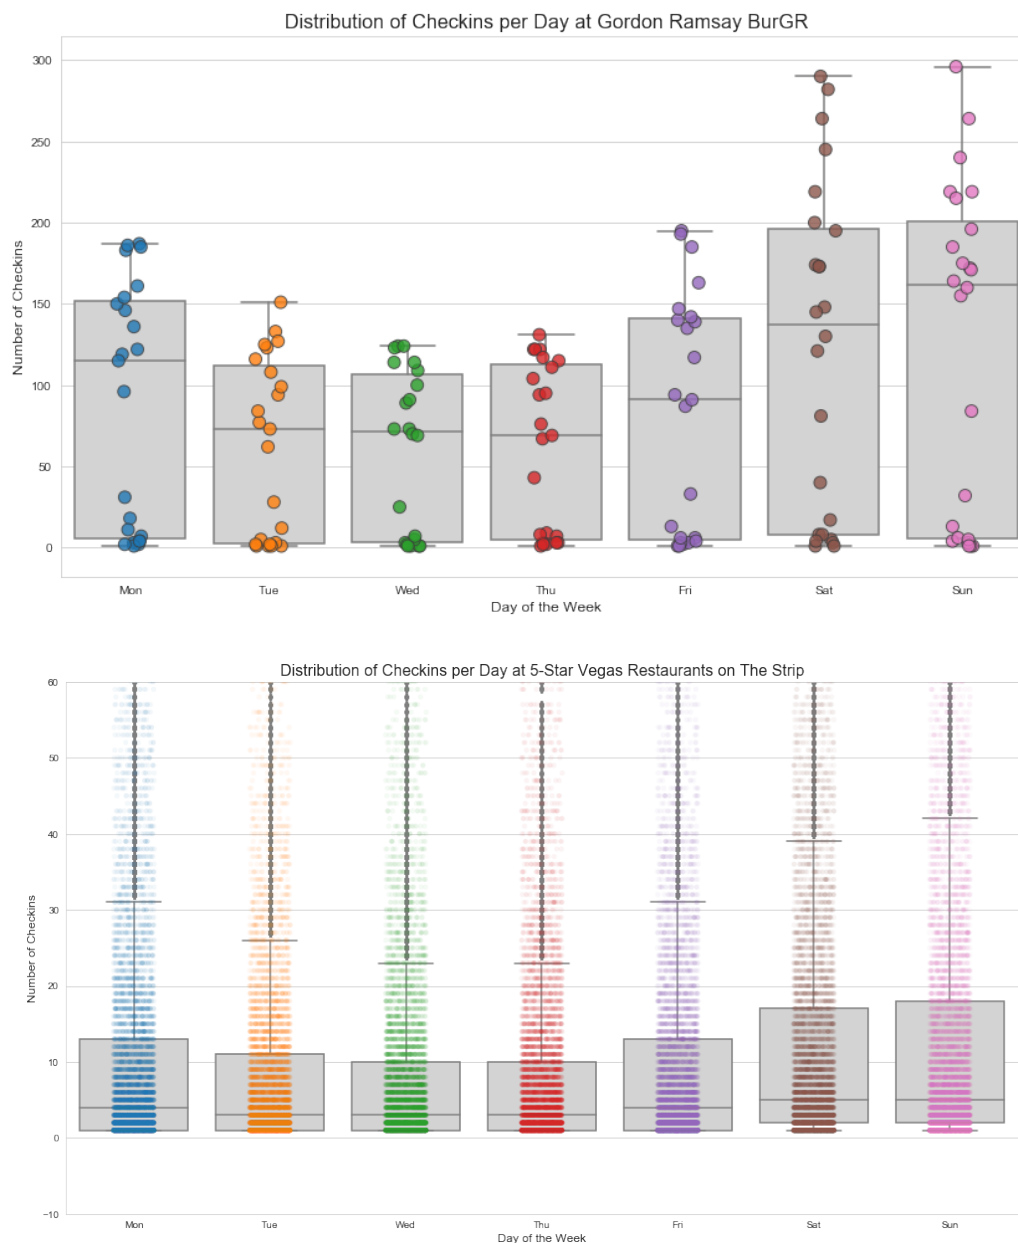 Distribution of Checkins per Day at Gordon Ramsay BurGR
300
250
200
150
100
50
0
Number of Checkins
Mon Tue Wed Thu Fri Sat Sun
Day of the Week
Distribution of Checkins per Day at 5-Star Vegas Restaurants on The Strip
60
50
40
30
20
10
0
−10
Number of Checkins
Mon Tue Wed Thu Fri Sat Sun
Day of the Week